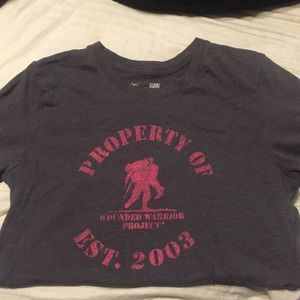 PROPERTY OF
WOUNDED WARRIOR
PROJECT®
EST. 2003